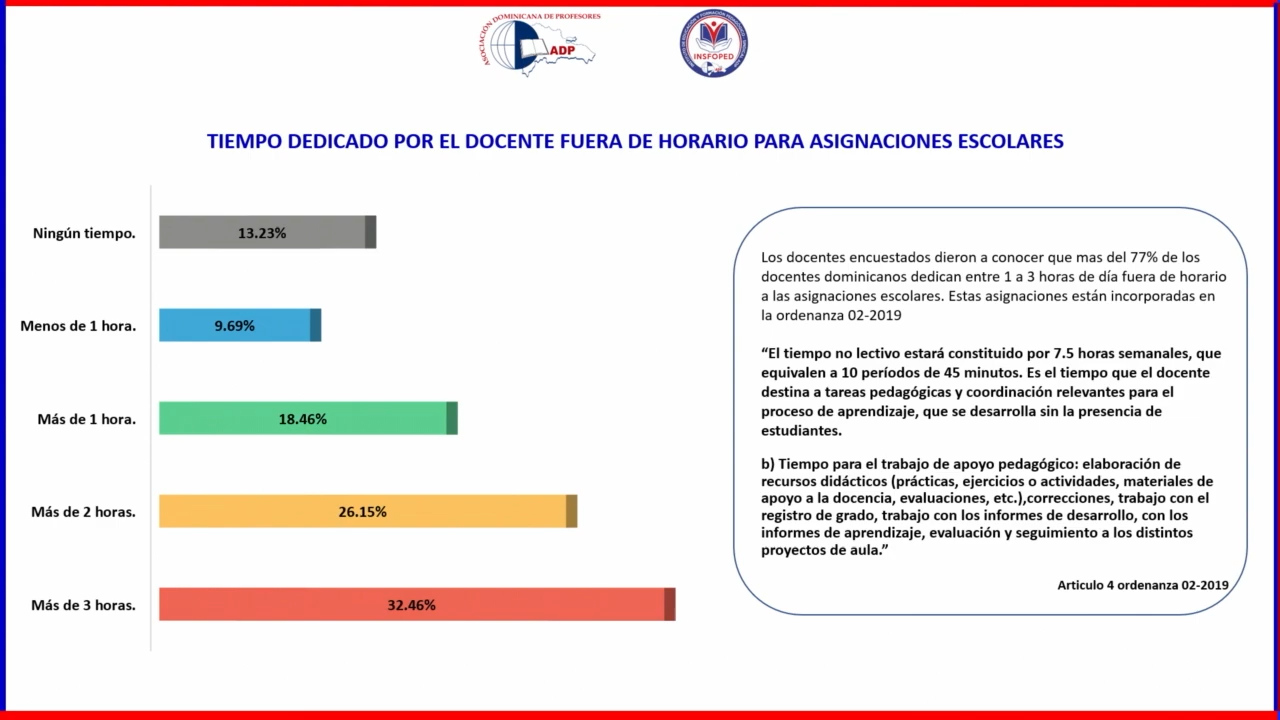 ASOCIACIÓN DOMINICANA DE PROFESORES
ADP
INSFOPED
TIEMPO DEDICADO POR EL DOCENTE FUERA DE HORARIO PARA ASIGNACIONES ESCOLARES
Ningún tiempo.
13.23%
Menos de 1 hora.
9.69%
Más de 1 hora.
18.46%
Más de 2 horas.
26.15%
Más de 3 horas.
32.46%
Los docentes encuestados dieron a conocer que mas del 77% de los
docentes dominicanos dedican entre 1 a 3 horas de día fuera de horario
a las asignaciones escolares. Estas asignaciones están incorporadas en
la ordenanza 02-2019
“El tiempo no lectivo estará constituido por 7.5 horas semanales, que
equivalen a 10 períodos de 45 minutos. Es el tiempo que el docente
destina a tareas pedagógicas y coordinación relevantes para el
proceso de aprendizaje, que se desarrolla sin la presencia de
estudiantes.
b) Tiempo para el trabajo de apoyo pedagógico: elaboración de
recursos didácticos (prácticas, ejercicios o actividades, materiales de
apoyo a la docencia, evaluaciones, etc.),correcciones, trabajo con el
registro de grado, trabajo con los informes de desarrollo, con los
informes de aprendizaje, evaluación y seguimiento a los distintos
proyectos de aula.”
Articulo 4 ordenanza 02-2019